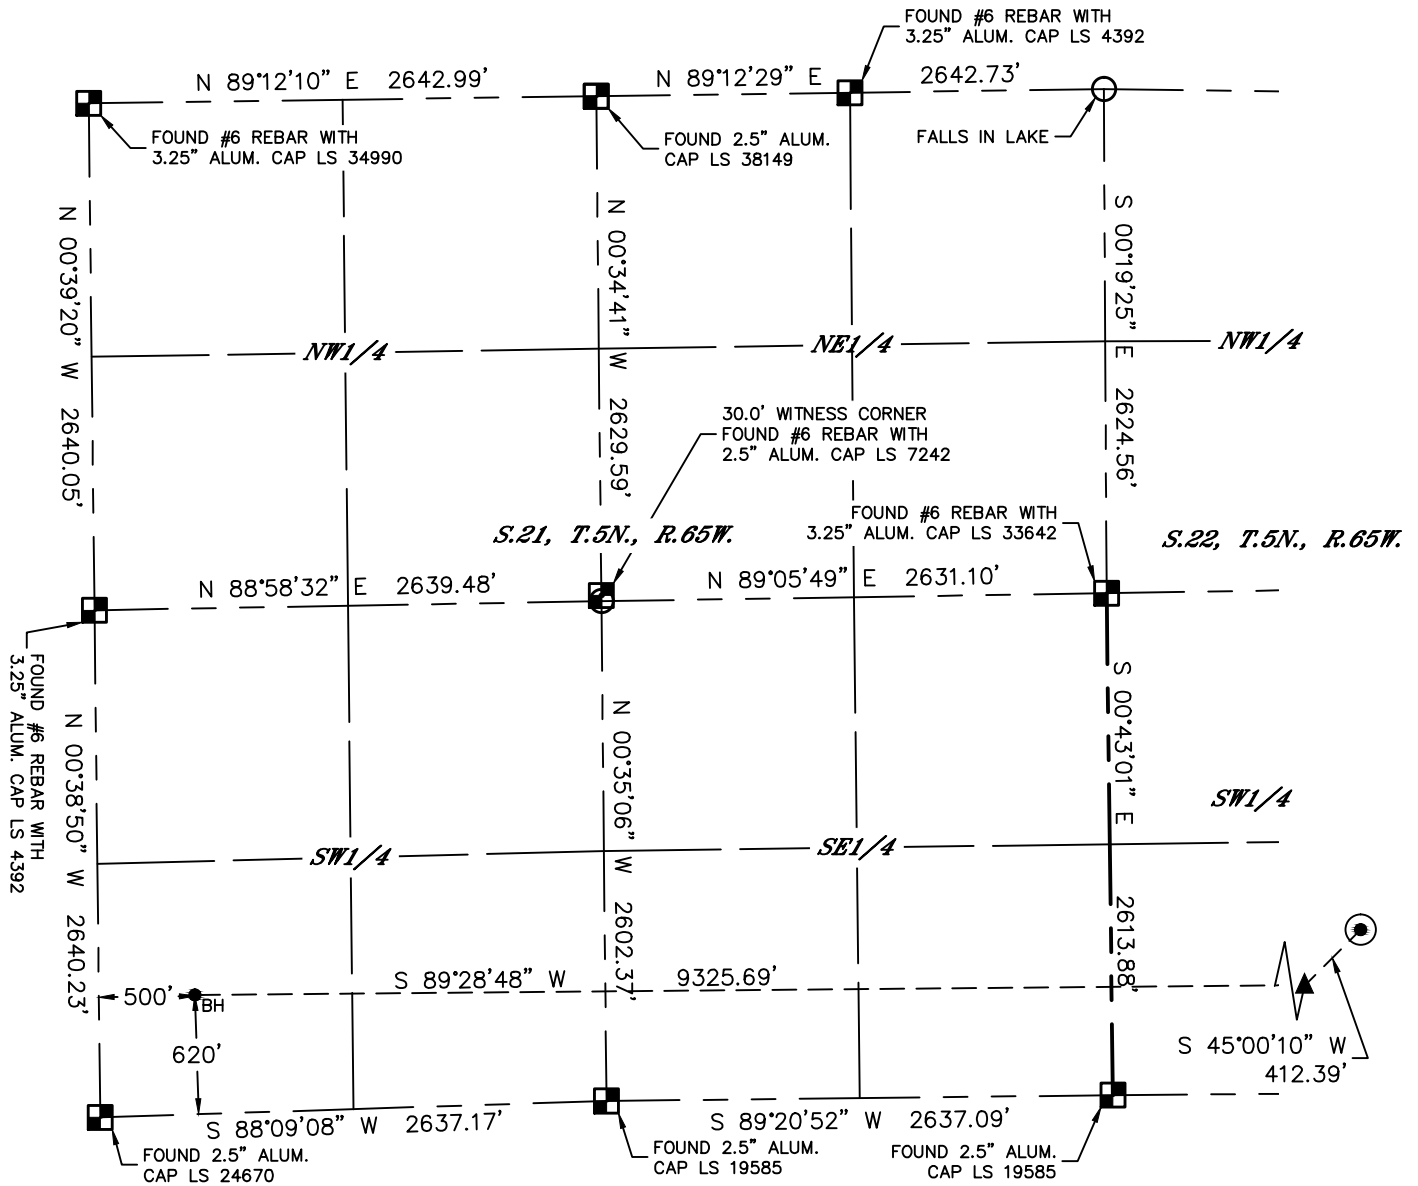 FOUND #6 REBAR WITH
3.25" ALUM. CAP LS 4392
N 89°12'10" E 2642.99'
N 89°12'29" E 2642.73'
FOUND #6 REBAR WITH
3.25" ALUM. CAP LS 34990
FOUND 2.5" ALUM.
CAP LS 38149
FALLS IN LAKE
N 00°39'20" W 2640.05'
N 00°34'41" W 2629.59'
S 00°19'25" E 2624.56'
NW1/4
NE1/4
NW1/4
30.0' WITNESS CORNER
FOUND #6 REBAR WITH
2.5" ALUM. CAP LS 7242
S.21, T.5N., R.65W.
FOUND #6 REBAR WITH
3.25" ALUM. CAP LS 33642
S.22, T.5N., R.65W.
N 88°58'32" E 2639.48'
N 89°05'49" E 2631.10'
FOUND #6 REBAR WITH
3.25" ALUM. CAP LS 4392
N 00°38'50" W 2640.23'
N 00°35'06" W 2602.37'
S 00°43'01" E 2613.88'
SW1/4
SE1/4
SW1/4
S 89°28'48" W 9325.69'
500'
BH
620'
S 45°00'10" W
412.39'
S 88°09'08" W 2637.17'
S 89°20'52" W 2637.09'
FOUND 2.5" ALUM.
CAP LS 24670
FOUND 2.5" ALUM.
CAP LS 19585
FOUND 2.5" ALUM.
CAP LS 19585